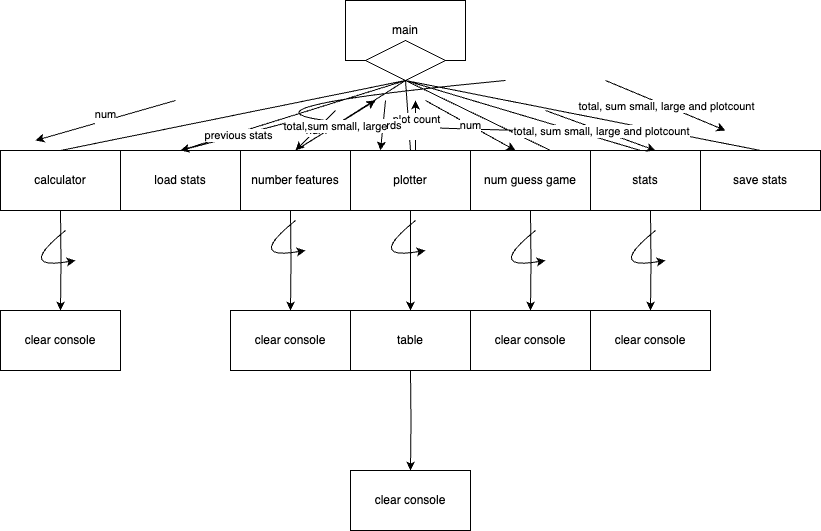 main
total, sum small, large and plotcount
num
plot count
total,sum small, large
num
total, sum small, large and plotcount
previous stats
calculator
load stats
number features
plotter
num guess game
stats
save stats
clear console
clear console
table
clear console
clear console
clear console